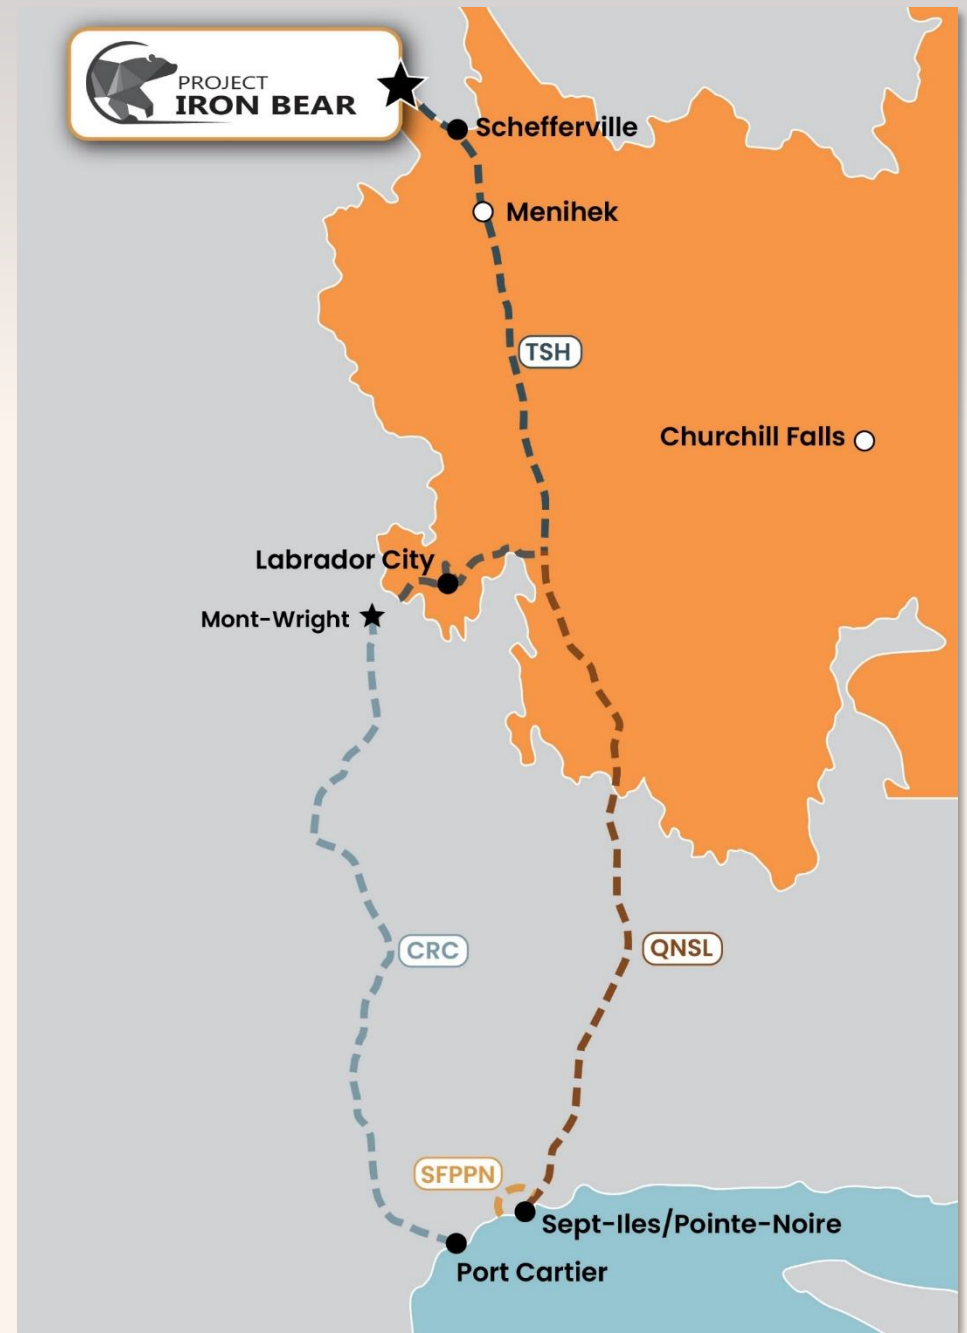 PROJECT
IRON BEAR
Schefferville
Menihek
TSH
Churchill Falls
Labrador City
Mont-Wright
CRC
QNSL
SFPPN
Sept-Iles/Pointe-Noire
Port Cartier